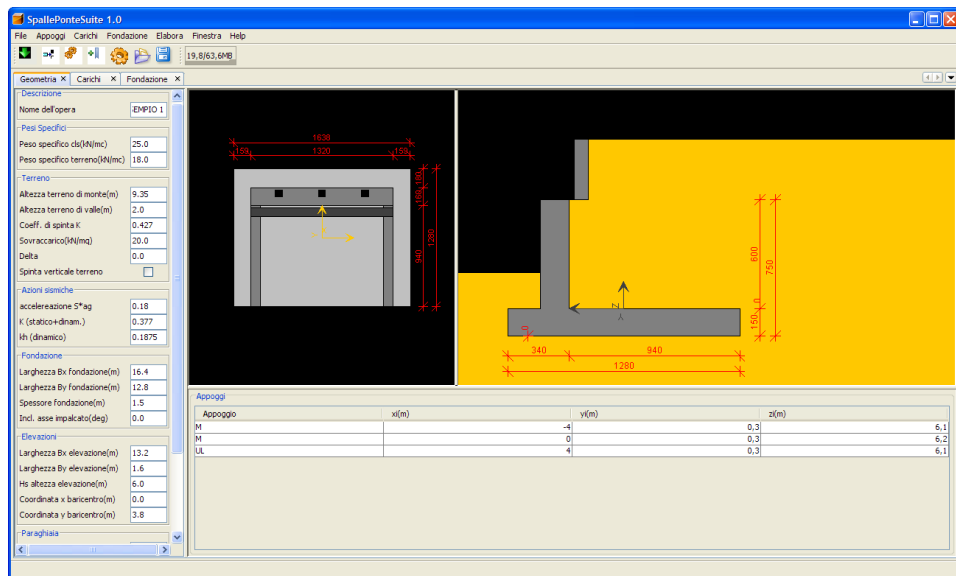 SpallePonteSuite 1.0
File Appoggi Carichi Fondazione Elabora Finestra Help
19,8/63,6MB
Geometria Carichi Fondazione
Descrizione
Nome dell'opera EMPIO 1
Pesi Specifici
Peso specifico cls(kN/mc) 25.0
Peso specifico terreno(kN/mc) 18.0
Terreno
Altezza terreno di monte(m) 9.35
Altezza terreno di valle(m) 2.0
Coeff. di spinta K 0.427
Sovraccarico(kN/mq) 20.0
Delta 0.0
Spinta verticale terreno
Azioni sismiche
accelereazione S*ag 0.18
K (statico+dinam.) 0.377
kh (dinamico) 0.1875
Fondazione
Larghezza Bx fondazione(m) 16.4
Larghezza By fondazione(m) 12.8
Spessore fondazione(m) 1.5
Incl. asse impalcato(deg) 0.0
Elevazioni
Larghezza Bx elevazione(m) 13.2
Larghezza By elevazione(m) 1.6
Hs altezza elevazione(m) 6.0
Coordinata x baricentro(m) 0.0
Coordinata y baricentro(m) 3.8
Paraghiaia
1630
159 1320 159
180
160
940
1280
600
750
0
150
Z
Y
0
340 940
1280
Appoggi
Appoggio xi(m) yi(m) zi(m)
M -4 0,3 6,1
M 0 0,3 6,2
UL 4 0,3 6,1